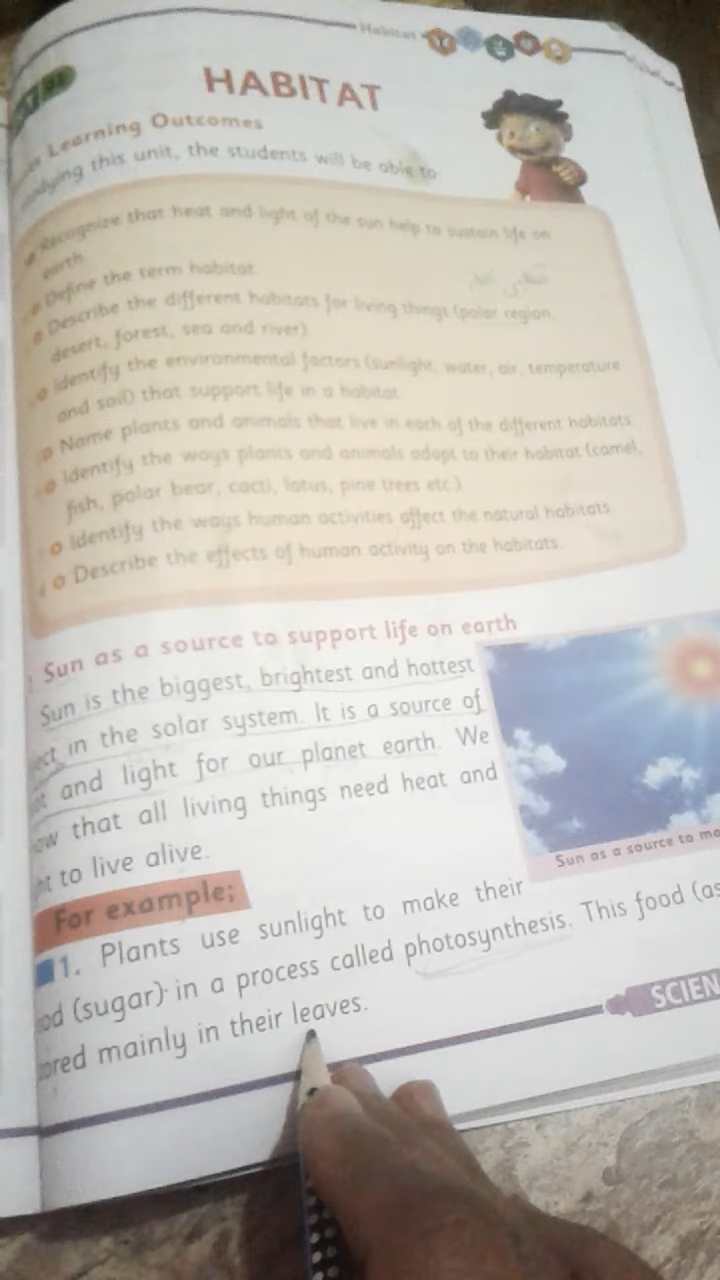 Habitat
HABITAT
Learning Outcomes
studying this unit, the students will be able to
Recognize that heat and light of the sun help to sustain life on
earth.
Define the term habitat.
Describe the different habitats for living things (polar region,
desert, forest, sea and river).
Identify the environmental factors (sunlight, water, air, temperature
and soil) that support life in a habitat.
Name plants and animals that live in each of the different habitats.
Identify the ways plants and animals adapt to their habitat (camel,
fish, polar bear, cacti, lotus, pine trees etc.)
Identify the ways human activities affect the natural habitats.
Describe the effects of human activity on the habitats.
Sun as a source to support life on earth
Sun is the biggest, brightest and hottest
ect in the solar system. It is a source of
at and light for our planet earth. We
ow that all living things need heat and
ht to live alive.
Sun as a source to ma
For example;
1. Plants use sunlight to make their
od (sugar) in a process called photosynthesis. This food (as
ored mainly in their leaves.
SCIEN